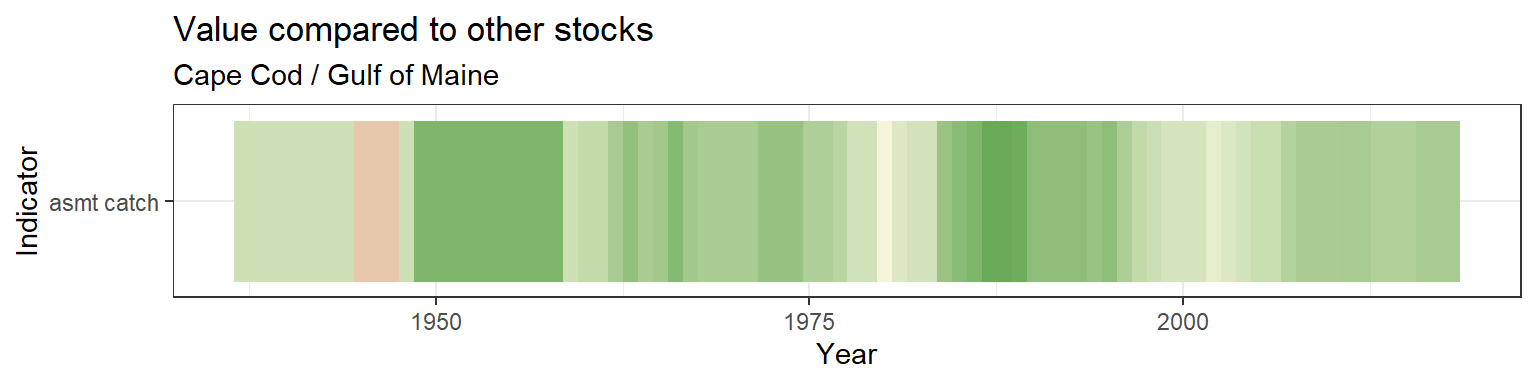 Value compared to other stocks
Cape Cod / Gulf of Maine
Indicator
asmt catch
1950 1975 2000
Year